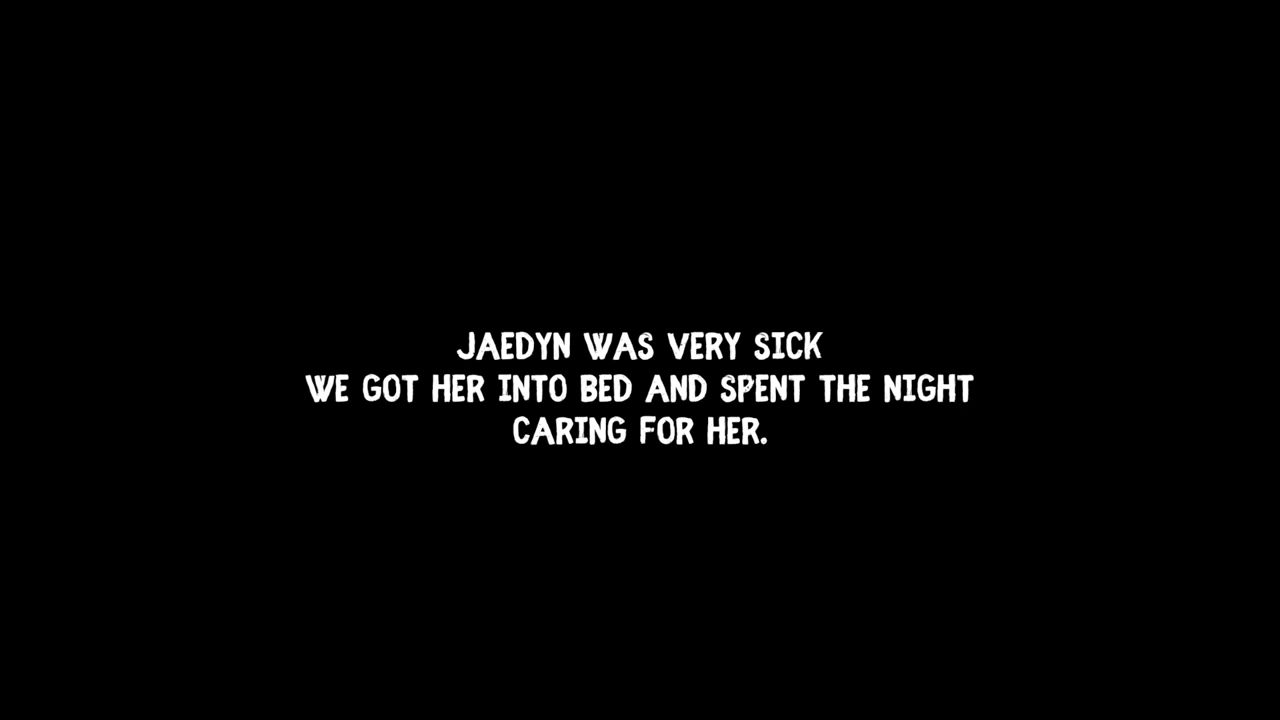 JAEDYN WAS VERY SICK
WE GOT HER INTO BED AND SPENT THE NIGHT
CARING FOR HER.